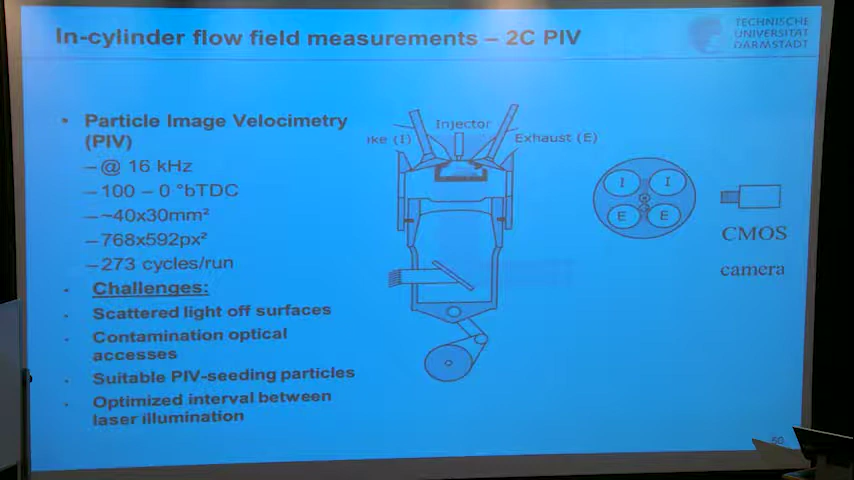 In-cylinder flow field measurements – 2C PIV
TECHNISCHE
UNIVERSITÄT
DARMSTADT
• Particle Image Velocimetry
(PIV)
–@ 16 kHz
–100 – 0 °bTDC
–~40x30mm²
–768x592px²
–273 cycles/run
• Challenges:
• Scattered light off surfaces
• Contamination optical
accesses
• Suitable PIV-seeding particles
• Optimized interval between
laser illumination
Injector
ike (I)
Exhaust (E)
I I
E E
CMOS
camera